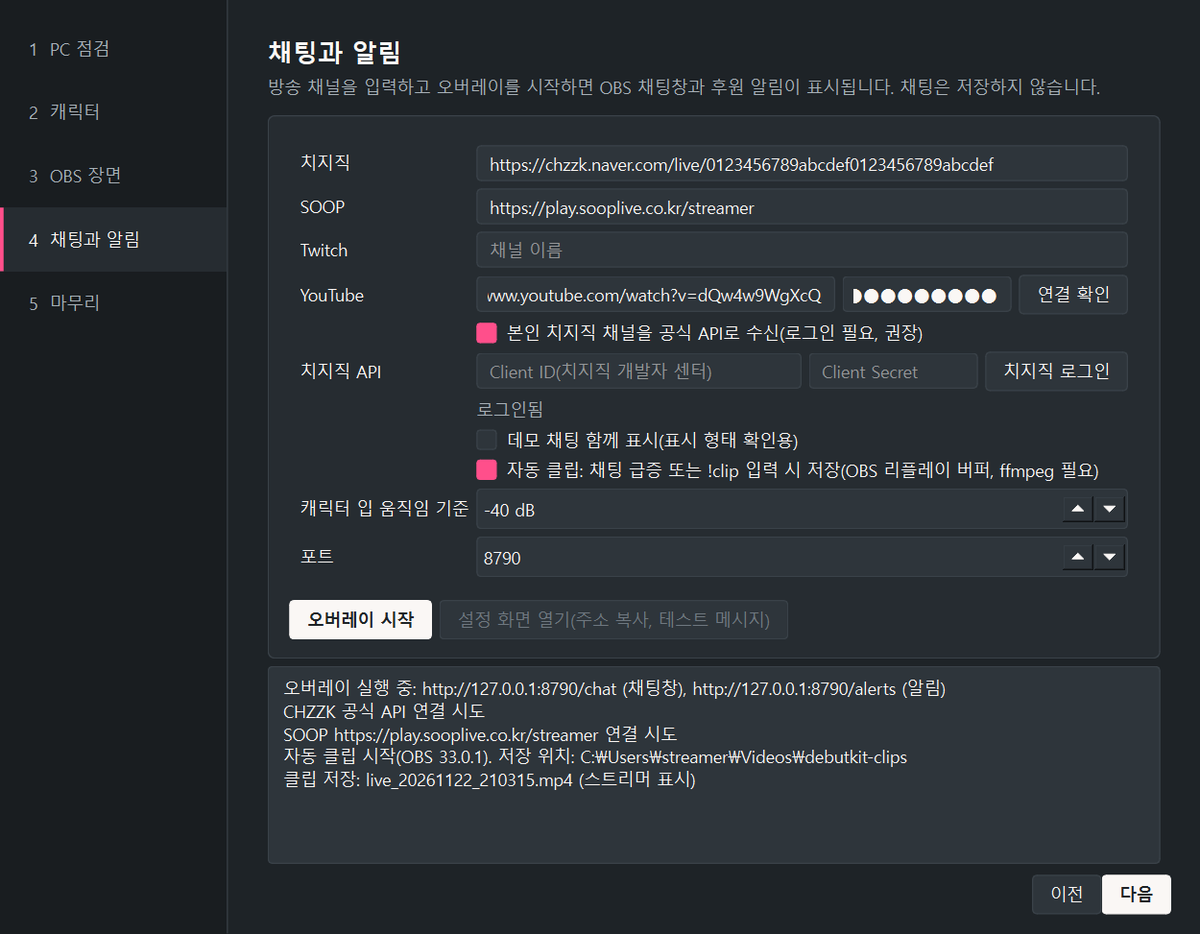 1 PC 점검
2 캐릭터
3 OBS 장면
4 채팅과 알림
5 마무리
채팅과 알림
방송 채널을 입력하고 오버레이를 시작하면 OBS 채팅창과 후원 알림이 표시됩니다. 채팅은 저장하지 않습니다.
치지직 https://chzzk.naver.com/live/0123456789abcdef0123456789abcdef
SOOP https://play.sooplive.co.kr/streamer
Twitch 채널 이름
YouTube www.youtube.com/watch?v=dQw4w9WgXcQ ●●●●●●●●●● 연결 확인
본인 치지직 채널을 공식 API로 수신(로그인 필요, 권장)
치지직 API Client ID(치지직 개발자 센터) Client Secret 치지직 로그인
로그인됨
데모 채팅 함께 표시(표시 형태 확인용)
자동 클립: 채팅 급증 또는 !clip 입력 시 저장(OBS 리플레이 버퍼, ffmpeg 필요)
캐릭터 입 움직임 기준 -40 dB
포트 8790
오버레이 시작 설정 화면 열기(주소 복사, 테스트 메시지)
오버레이 실행 중: http://127.0.0.1:8790/chat (채팅창), http://127.0.0.1:8790/alerts (알림)
CHZZK 공식 API 연결 시도
SOOP https://play.sooplive.co.kr/streamer 연결 시도
자동 클립 시작(OBS 33.0.1). 저장 위치: C:₩Users₩streamer₩Videos₩debutkit-clips
클립 저장: live_20261122_210315.mp4 (스트리머 표시)
이전 다음